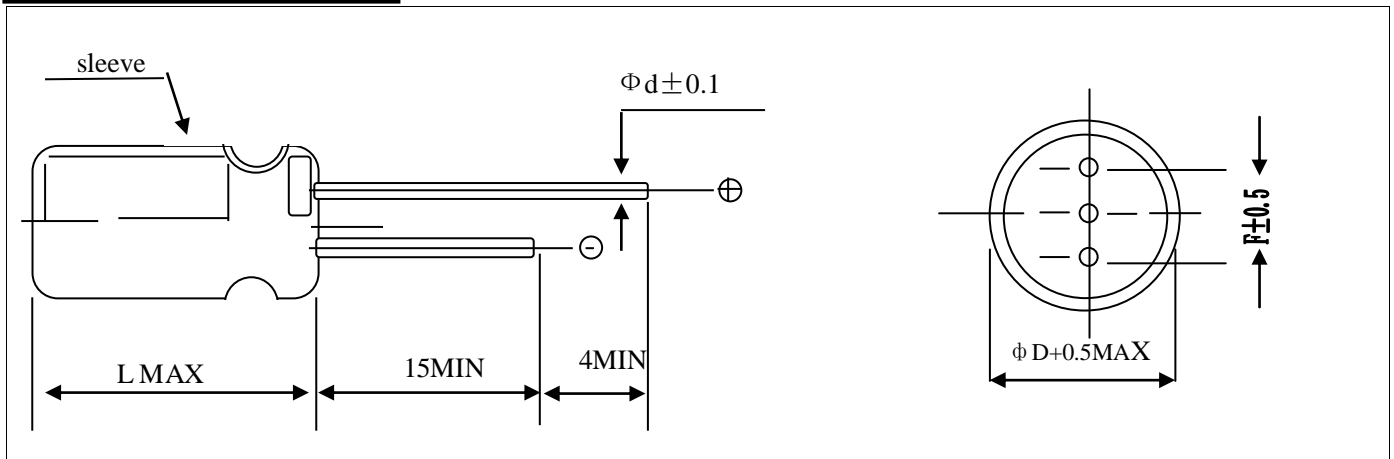 sleeve
Φd±0.1
⊕
⊖
L MAX
15MIN
4MIN
F±0.5
φD+0.5MAX